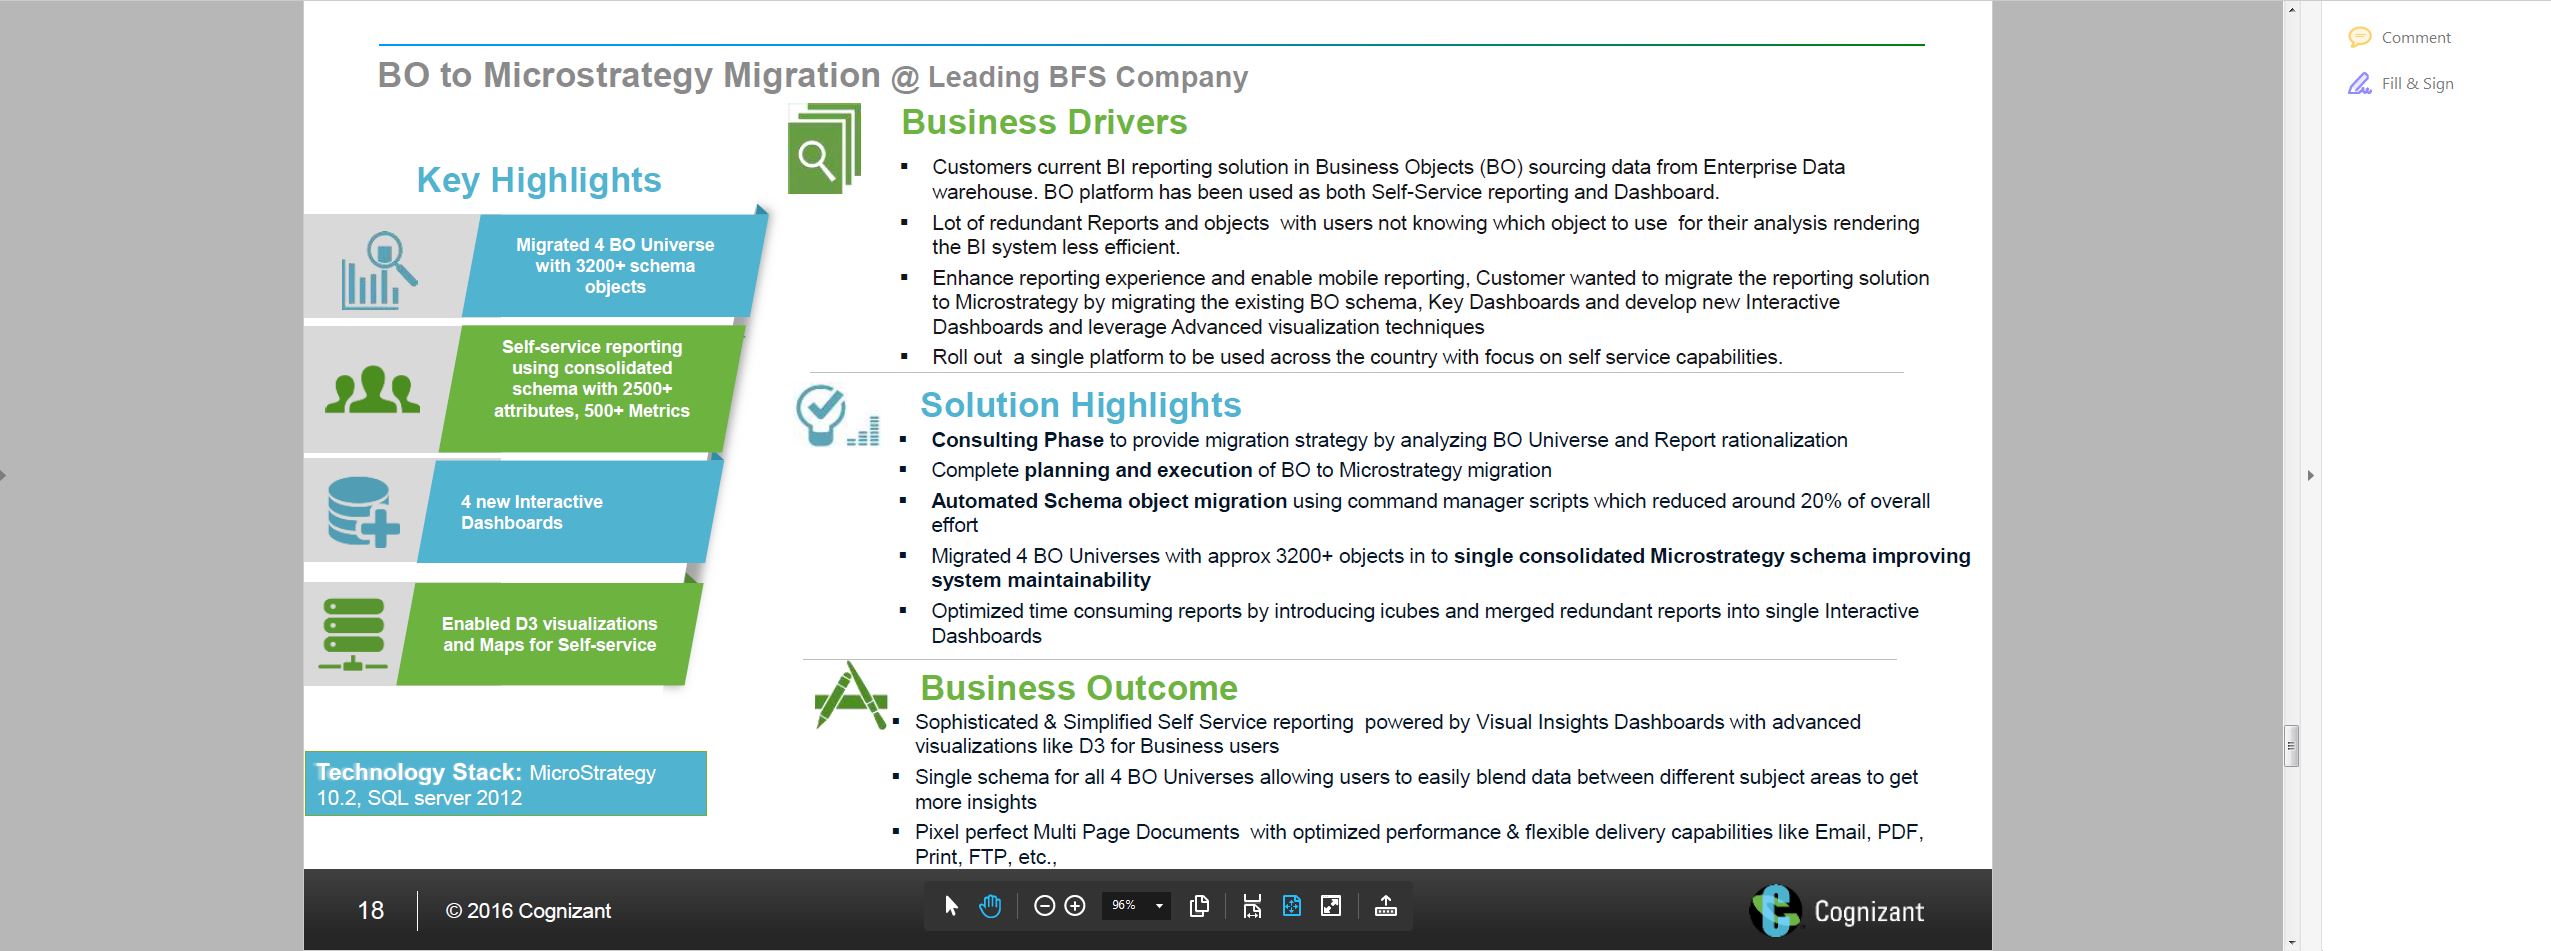 BO to Microstrategy Migration @ Leading BFS Company
Key Highlights
Migrated 4 BO Universe
with 3200+ schema
objects
Self-service reporting
using consolidated
schema with 2500+
attributes, 500+ Metrics
4 new Interactive
Dashboards
Enabled D3 visualizations
and Maps for Self-service
Technology Stack: MicroStrategy
10.2, SQL server 2012
Business Drivers
▪ Customers current BI reporting solution in Business Objects (BO) sourcing data from Enterprise Data
warehouse. BO platform has been used as both Self-Service reporting and Dashboard.
▪ Lot of redundant Reports and objects  with users not knowing which object to use  for their analysis rendering
the BI system less efficient.
▪ Enhance reporting experience and enable mobile reporting, Customer wanted to migrate the reporting solution
to Microstrategy by migrating the existing BO schema, Key Dashboards and develop new Interactive
Dashboards and leverage Advanced visualization techniques
▪ Roll out  a single platform to be used across the country with focus on self service capabilities.
Solution Highlights
▪ Consulting Phase to provide migration strategy by analyzing BO Universe and Report rationalization
▪ Complete planning and execution of BO to Microstrategy migration
▪ Automated Schema object migration using command manager scripts which reduced around 20% of overall
effort
▪ Migrated 4 BO Universes with approx 3200+ objects in to single consolidated Microstrategy schema improving
system maintainability
▪ Optimized time consuming reports by introducing icubes and merged redundant reports into single Interactive
Dashboards
Business Outcome
▪ Sophisticated & Simplified Self Service reporting  powered by Visual Insights Dashboards with advanced
visualizations like D3 for Business users
▪ Single schema for all 4 BO Universes allowing users to easily blend data between different subject areas to get
more insights
▪ Pixel perfect Multi Page Documents  with optimized performance & flexible delivery capabilities like Email, PDF,
Print, FTP, etc.,
18
© 2016 Cognizant
96%
Cognizant
Comment
Fill & Sign